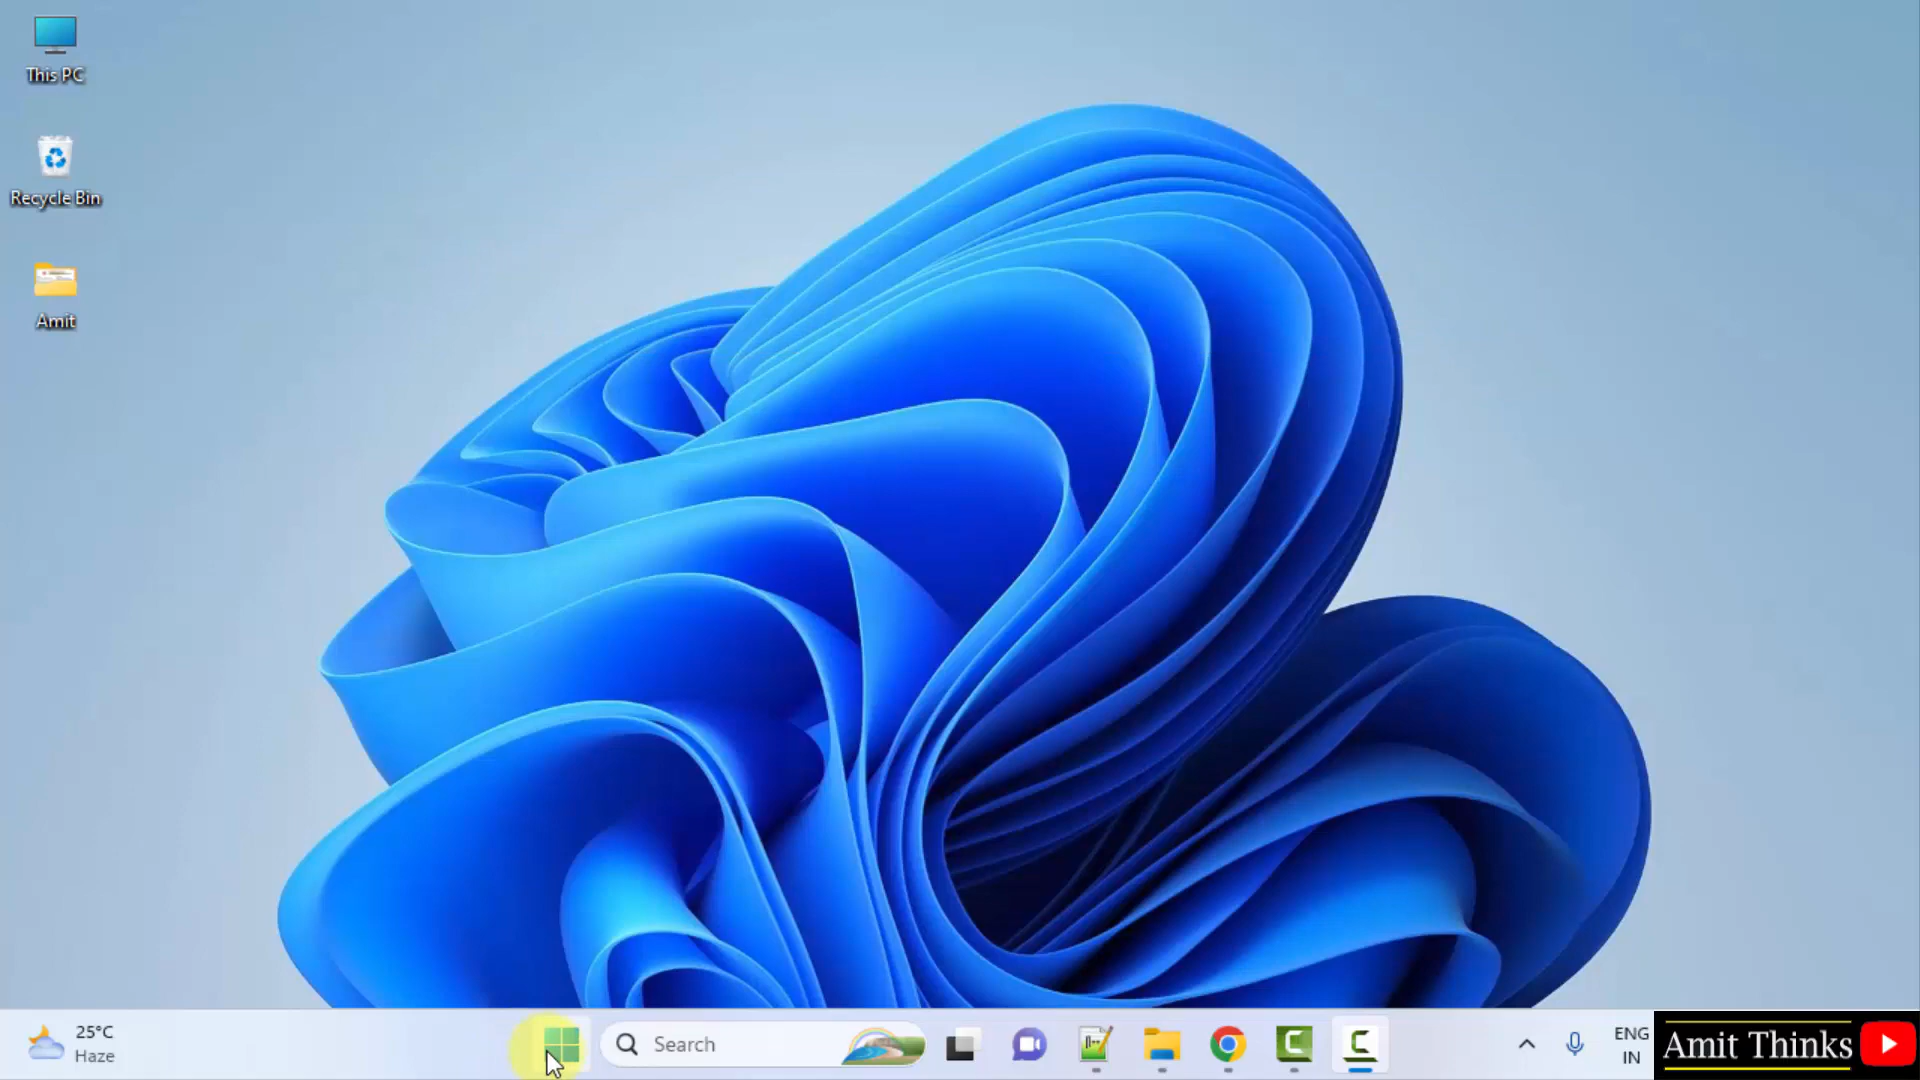 This PC
Recycle Bin
Amit
25°C
Haze
Search
ENG
IN
Amit Thinks